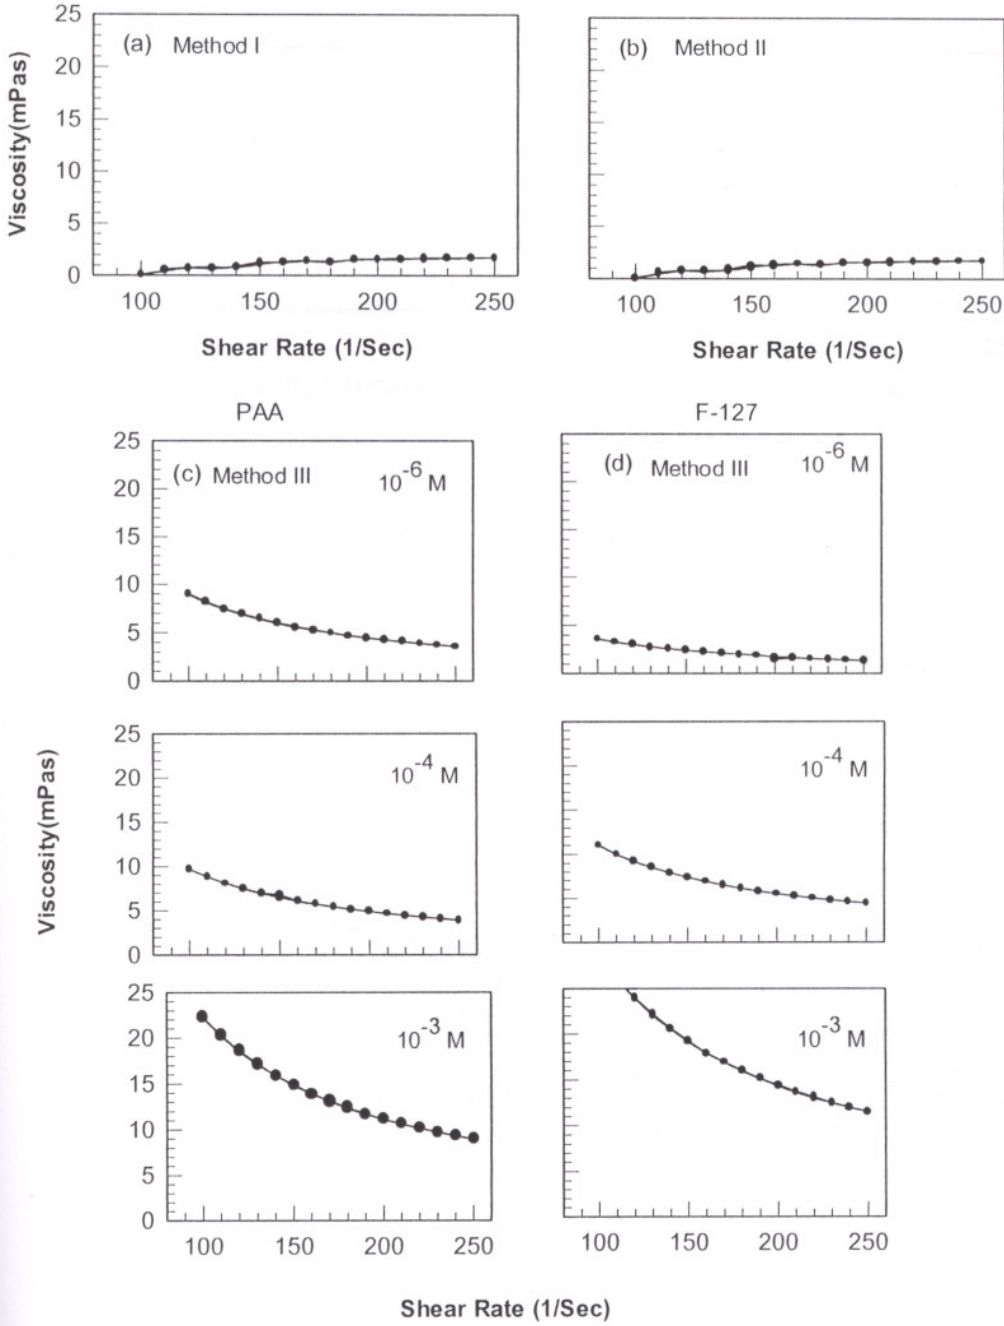 (a) Method I
(b) Method II
Viscosity(mPas)
25
20
15
10
5
0
100 150 200 250
100 150 200 250
Shear Rate (1/Sec)
Shear Rate (1/Sec)
PAA
F-127
(c) Method III 10⁻⁶ M
(d) Method III 10⁻⁶ M
25
20
15
10
5
0
Viscosity(mPas)
10⁻⁴ M
10⁻⁴ M
25
20
15
10
5
0
10⁻³ M
10⁻³ M
25
20
15
10
5
0
100 150 200 250
100 150 200 250
Shear Rate (1/Sec)